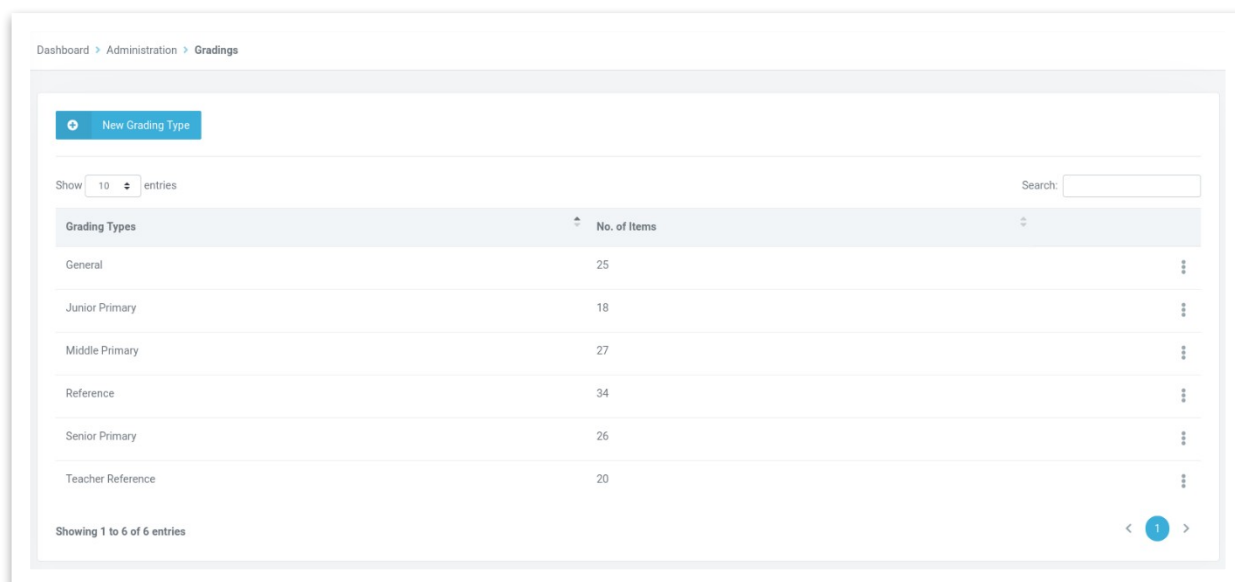 Dashboard > Administration > Gradings
New Grading Type
Show 10 entries Search:
Grading Types No. of Items
General 25
Junior Primary 18
Middle Primary 27
Reference 34
Senior Primary 26
Teacher Reference 20
Showing 1 to 6 of 6 entries < 1 >